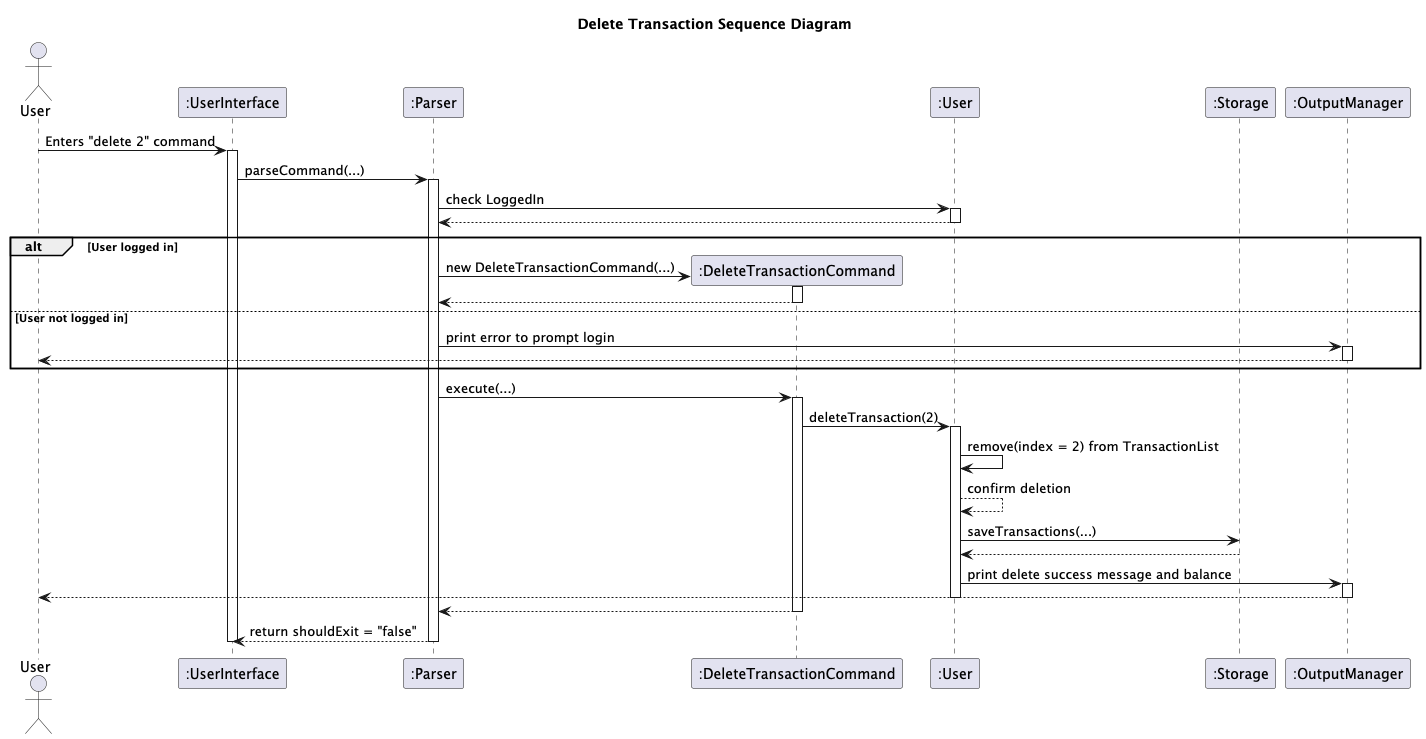 Delete Transaction Sequence Diagram
User
:UserInterface
:Parser
:User
:Storage
:OutputManager
Enters "delete 2" command
parseCommand(...)
check LoggedIn
alt
[User logged in]
new DeleteTransactionCommand(...)
:DeleteTransactionCommand
[User not logged in]
print error to prompt login
execute(...)
deleteTransaction(2)
remove(index = 2) from TransactionList
confirm deletion
saveTransactions(...)
print delete success message and balance
return shouldExit = "false"
User
:UserInterface
:Parser
:DeleteTransactionCommand
:User
:Storage
:OutputManager